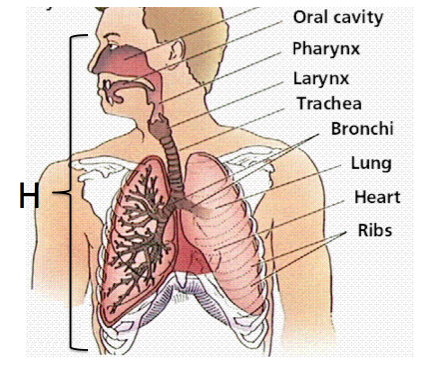 Oral cavity
Pharynx
Larynx
Trachea
Bronchi
Lung
H
Heart
Ribs